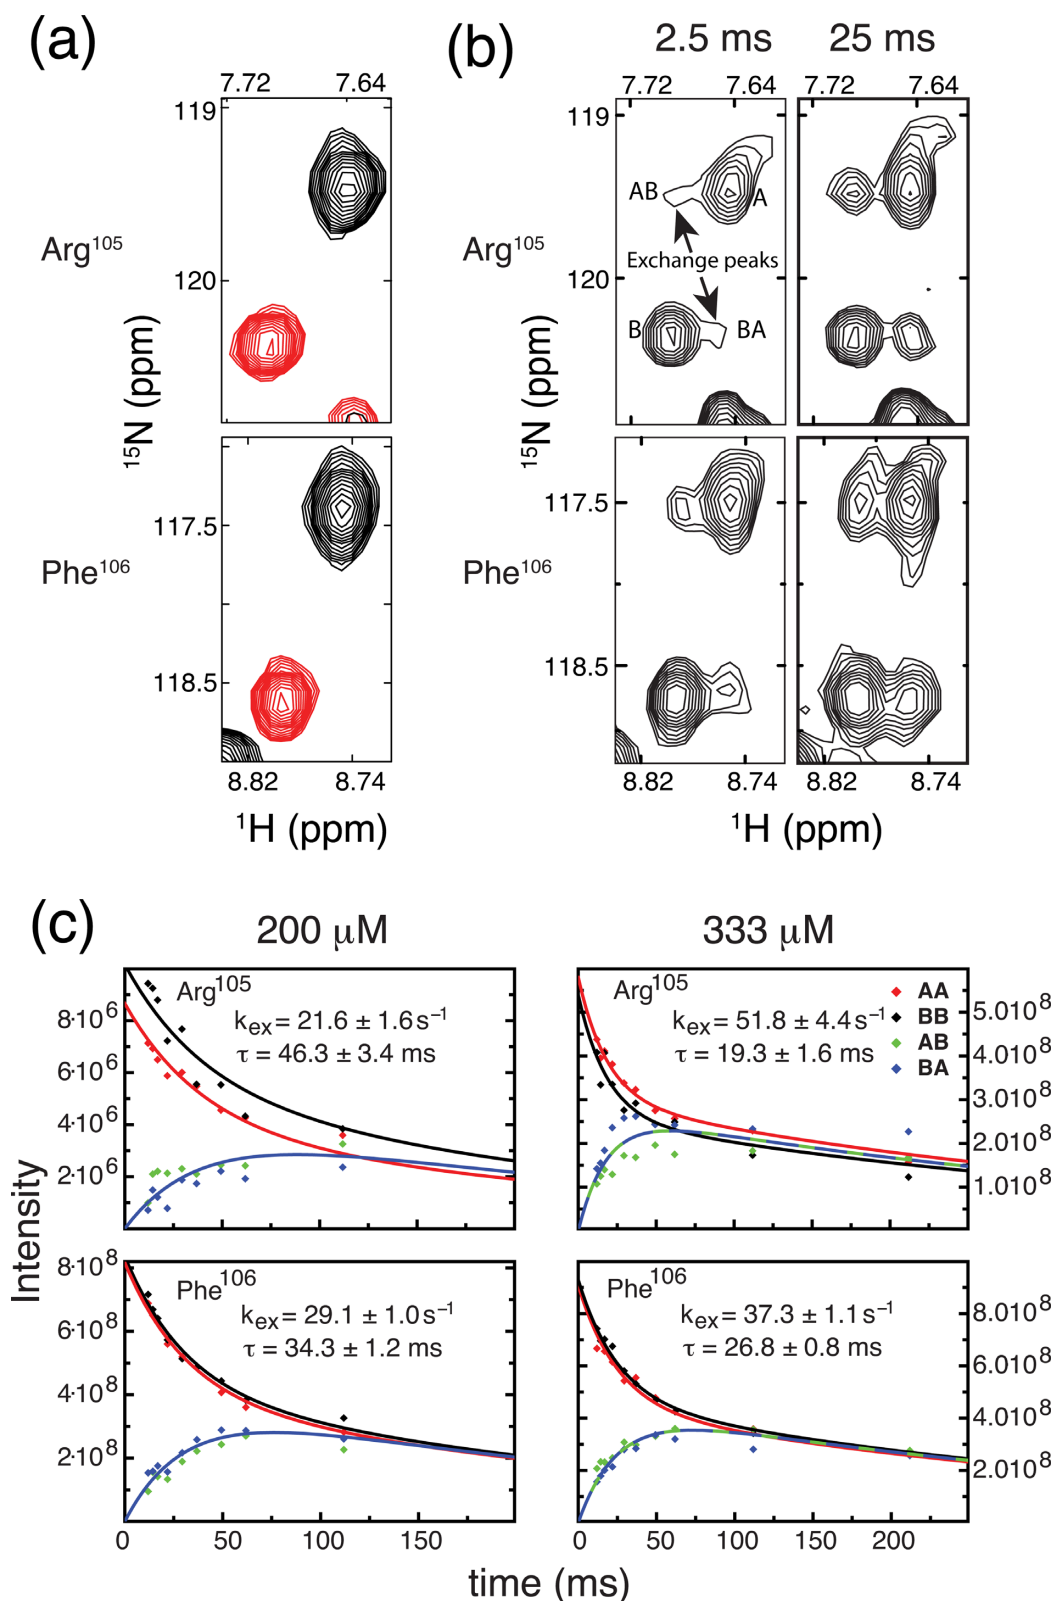 (a)
(b)
2.5 ms
25 ms
7.72 7.64
7.72 7.64
7.72 7.64
119
119
AB
A
Arg¹⁰⁵
Arg¹⁰⁵
Exchange peaks
120
120
B
BA
¹⁵N (ppm)
¹⁵N (ppm)
117.5
117.5
Phe¹⁰⁶
Phe¹⁰⁶
118.5
118.5
8.82 8.74
8.82 8.74
8.82 8.74
¹H (ppm)
¹H (ppm)
(c)
200 μM
333 μM
Arg¹⁰⁵
kex = 21.6 ± 1.6 s⁻¹
τ = 46.3 ± 3.4 ms
8·10⁶
6·10⁶
4·10⁶
2·10⁶
Arg¹⁰⁵
kex = 51.8 ± 4.4 s⁻¹
τ = 19.3 ± 1.6 ms
AA
BB
AB
BA
5.010⁸
4.010⁸
3.010⁸
2.010⁸
1.010⁸
Intensity
Phe¹⁰⁶
kex = 29.1 ± 1.0 s⁻¹
τ = 34.3 ± 1.2 ms
8·10⁸
6·10⁸
4·10⁸
2·10⁸
0 50 100 150
Phe¹⁰⁶
kex = 37.3 ± 1.1 s⁻¹
τ = 26.8 ± 0.8 ms
8.010⁸
6.010⁸
4.010⁸
2.010⁸
0 50 100 150 200
time (ms)